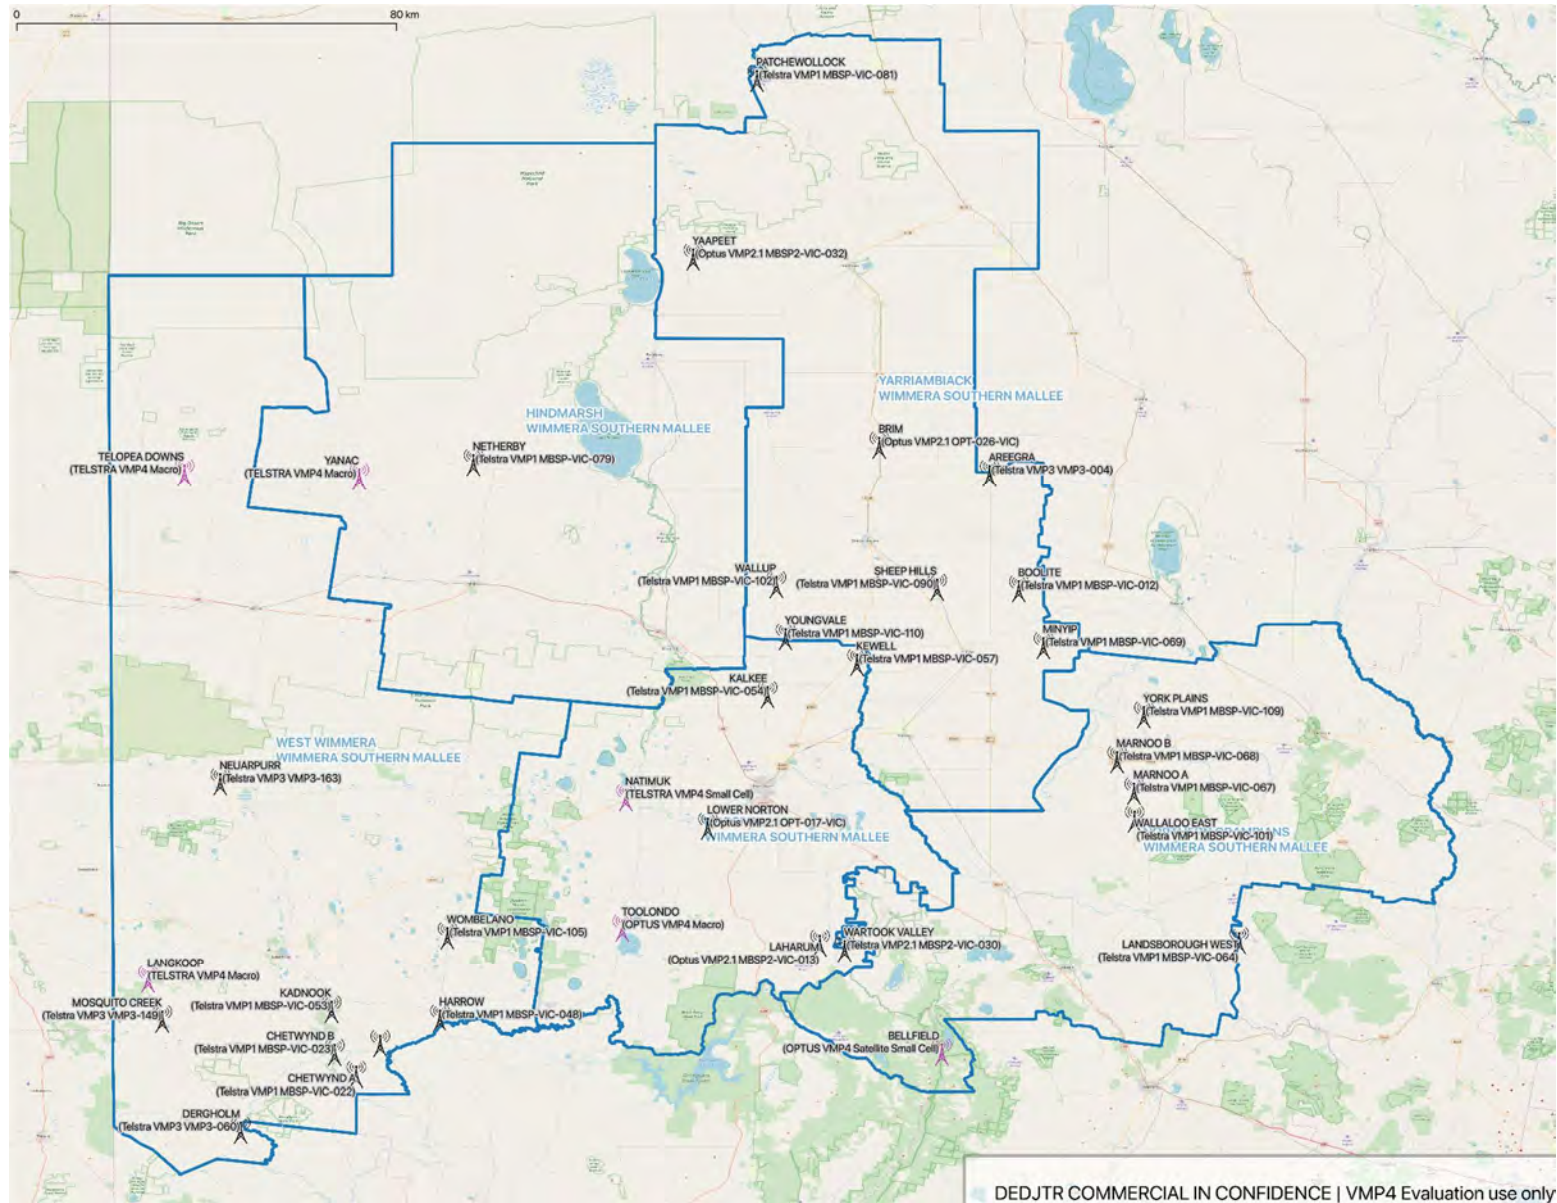 0
80 km
PATCHEWOLLOCK
(Telstra VMP1 MBSP-VIC-081)
YAAPEET
(Optus VMP2.1 MBSP2-VIC-032)
YARRIAMBIACK
WIMMERA SOUTHERN MALLEE
HINDMARSH
WIMMERA SOUTHERN MALLEE
BRIM
(Optus VMP2.1 OPT-026-VIC)
NETHERBY
(Telstra VMP1 MBSP-VIC-079)
TELOPEA DOWNS
(TELSTRA VMP4 Macro)
YANAC
(TELSTRA VMP4 Macro)
AREEGRA
(Telstra VMP3 VMP3-004)
WALLUP
(Telstra VMP1 MBSP-VIC-102)
SHEEP HILLS
(Telstra VMP1 MBSP-VIC-090)
BOOLITE
(Telstra VMP1 MBSP-VIC-012)
YOUNGVALE
(Telstra VMP1 MBSP-VIC-110)
MINYIP
(Telstra VMP1 MBSP-VIC-069)
KEWELL
(Telstra VMP1 MBSP-VIC-057)
KALKEE
(Telstra VMP1 MBSP-VIC-054)
YORK PLAINS
(Telstra VMP1 MBSP-VIC-109)
WEST WIMMERA
WIMMERA SOUTHERN MALLEE
MARNOO B
(Telstra VMP1 MBSP-VIC-068)
NEUARPURR
(Telstra VMP3 VMP3-163)
MARNOO A
(Telstra VMP1 MBSP-VIC-067)
NATIMUK
(TELSTRA VMP4 Small Cell)
LOWER NORTON
(Optus VMP2.1 OPT-017-VIC)
WIMMERA SOUTHERN MALLEE
WALLALOO EAST
(Telstra VMP1 MBSP-VIC-101)
WIMMERA SOUTHERN MALLEE
WOMBELANO
(Telstra VMP1 MBSP-VIC-105)
TOOLONDO
(OPTUS VMP4 Macro)
LAHARUM
(Optus VMP2.1 MBSP2-VIC-013)
WARTOOK VALLEY
(Telstra VMP2.1 MBSP2-VIC-030)
LANDSBOROUGH WEST
(Telstra VMP1 MBSP-VIC-064)
LANGKOOP
(TELSTRA VMP4 Macro)
KADNOOK
(Telstra VMP1 MBSP-VIC-053)
MOSQUITO CREEK
(Telstra VMP3 VMP3-149)
HARROW
(Telstra VMP1 MBSP-VIC-048)
CHETWYND B
(Telstra VMP1 MBSP-VIC-023)
BELLFIELD
(OPTUS VMP4 Satellite Small Cell)
CHETWYND A
(Telstra VMP1 MBSP-VIC-022)
DERGHOLM
(Telstra VMP3 VMP3-060)
DEDJTR COMMERCIAL IN CONFIDENCE | VMP4 Evaluation use only